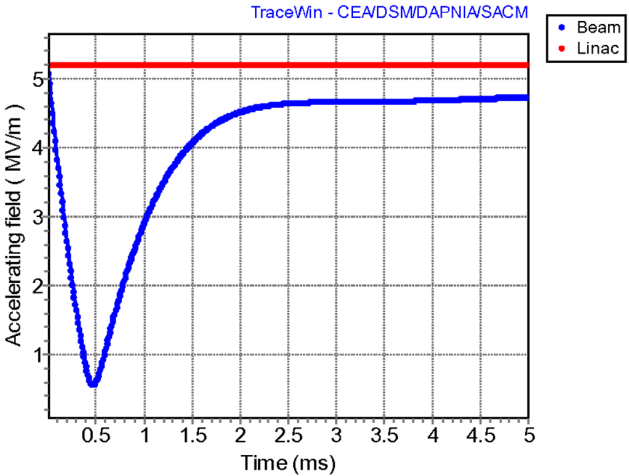 TraceWin - CEA/DSM/DAPNIA/SACM
Beam
Linac
Accelerating field ( MV/m )
5
4
3
2
1
0.5 1 1.5 2 2.5 3 3.5 4 4.5 5
Time (ms)